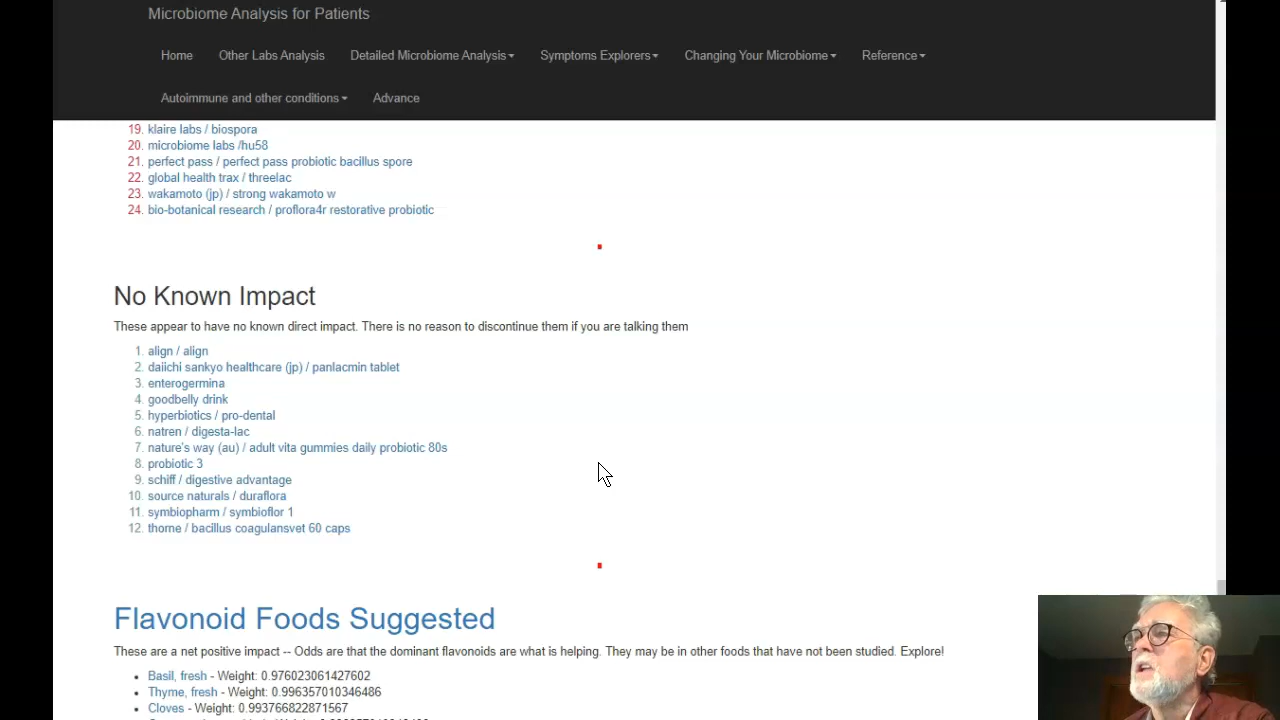 Microbiome Analysis for Patients
Home Other Labs Analysis Detailed Microbiome Analysis Symptoms Explorers Changing Your Microbiome Reference
Autoimmune and other conditions Advance
19. klaire labs / biospora
20. microbiome labs /hu58
21. perfect pass / perfect pass probiotic bacillus spore
22. global health trax / threelac
23. wakamoto (jp) / strong wakamoto w
24. bio-botanical research / proflora4r restorative probiotic
No Known Impact
These appear to have no known direct impact. There is no reason to discontinue them if you are talking them
1. align / align
2. daiichi sankyo healthcare (jp) / panlacmin tablet
3. enterogermina
4. goodbelly drink
5. hyperbiotics / pro-dental
6. natren / digesta-lac
7. nature's way (au) / adult vita gummies daily probiotic 80s
8. probiotic 3
9. schiff / digestive advantage
10. source naturals / duraflora
11. symbiopharm / symbioflor 1
12. thorne / bacillus coagulansvet 60 caps
Flavonoid Foods Suggested
These are a net positive impact -- Odds are that the dominant flavonoids are what is helping. They may be in other foods that have not been studied. Explore!
Basil, fresh - Weight: 0.976023061427602
Thyme, fresh - Weight: 0.996357010346486
Cloves - Weight: 0.993766822871567